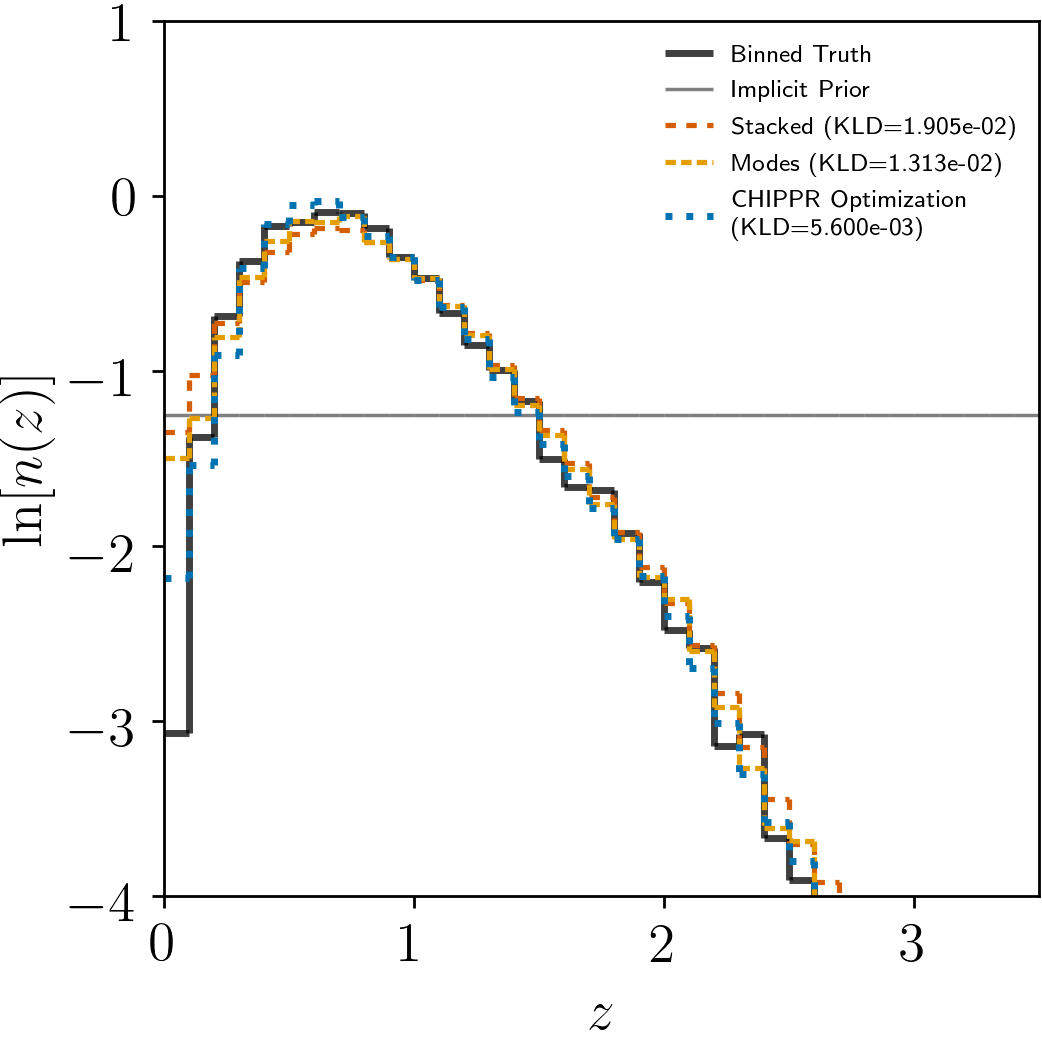 1
0
−1
−2
−3
−4
ln[n(z)]
Binned Truth
Implicit Prior
Stacked (KLD=1.905e-02)
Modes (KLD=1.313e-02)
CHIPPR Optimization
(KLD=5.600e-03)
0 1 2 3
z